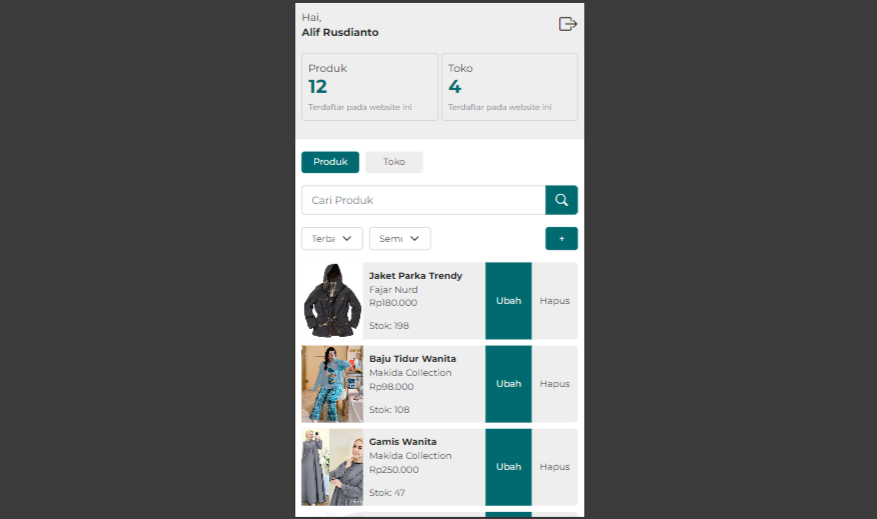 Hai,
Alif Rusdianto
Produk
12
Terdaftar pada website ini
Toko
4
Terdaftar pada website ini
Produk
Toko
Cari Produk
Terba
Semu
+
Jaket Parka Trendy
Fajar Nurd
Rp180.000
Stok: 198
Ubah
Hapus
Baju Tidur Wanita
Makida Collection
Rp98.000
Stok: 108
Ubah
Hapus
Gamis Wanita
Makida Collection
Rp250.000
Stok: 47
Ubah
Hapus